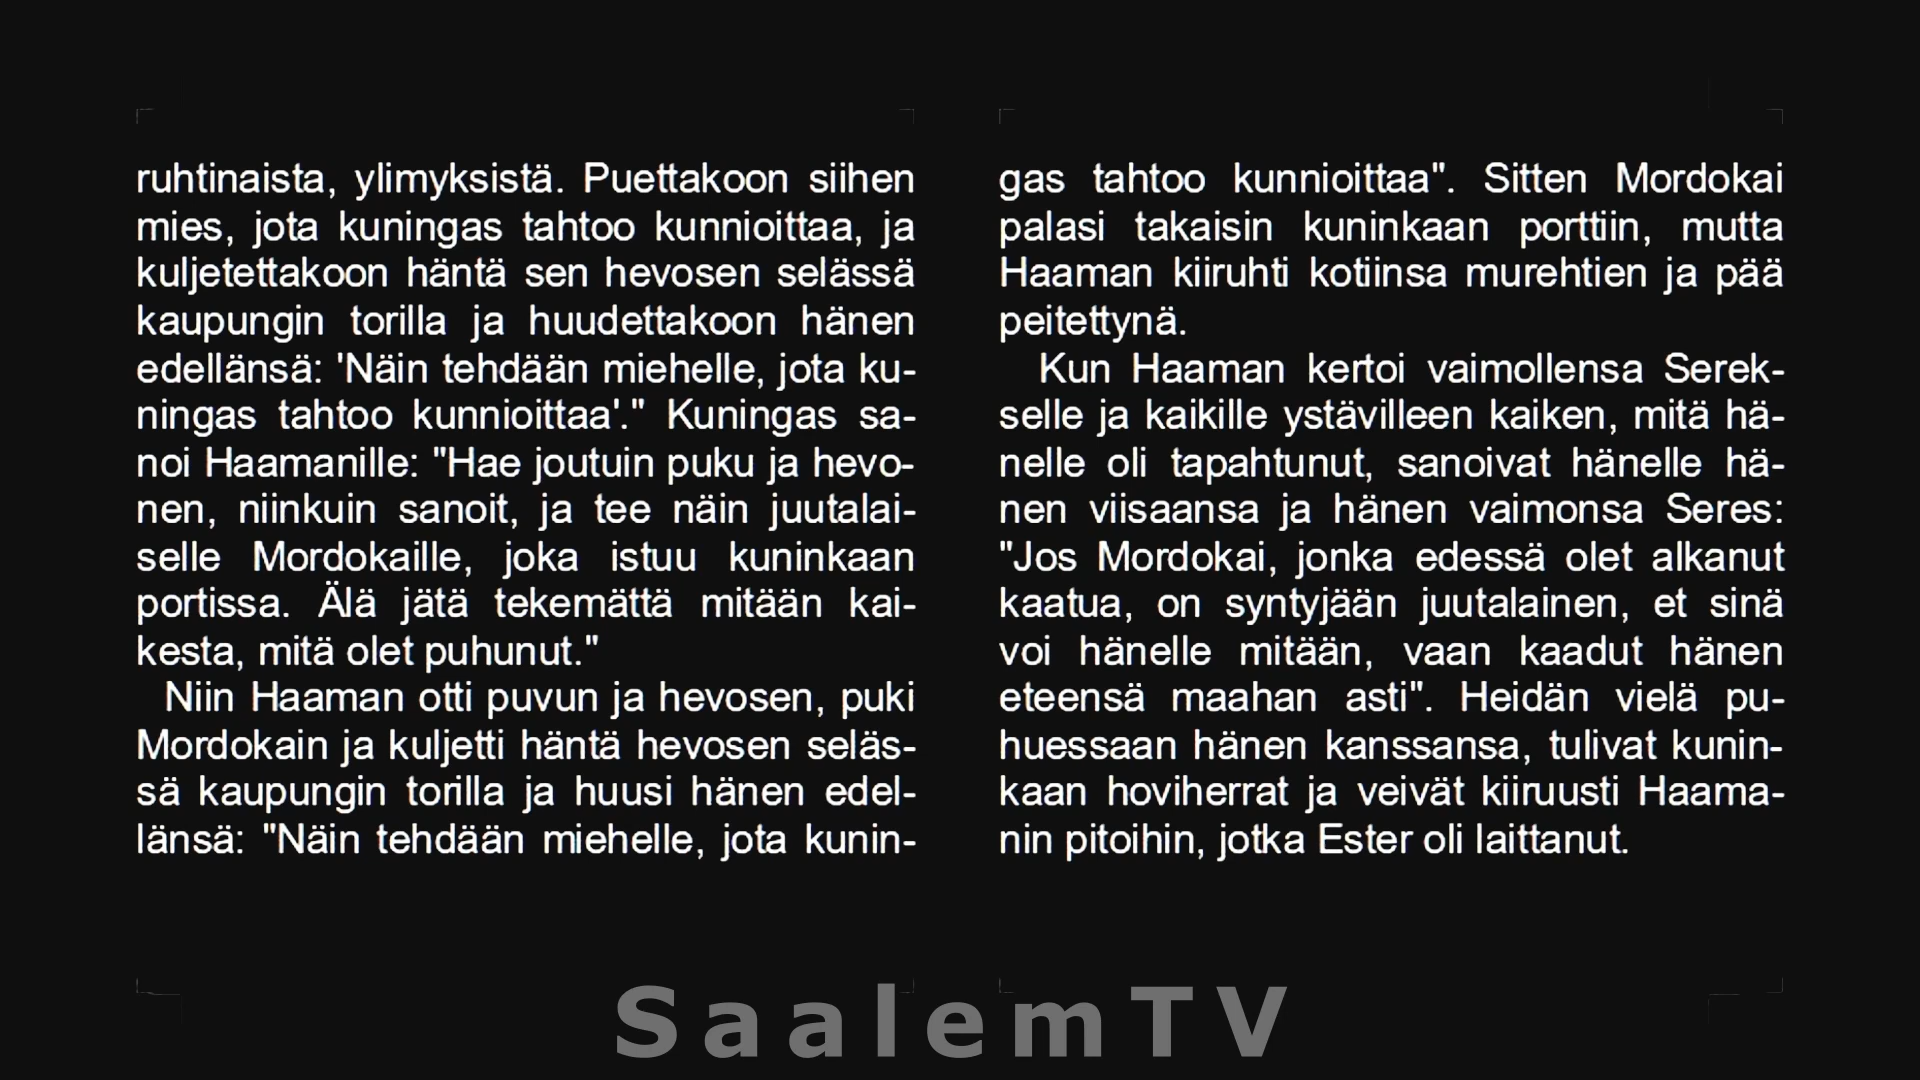 ruhtinaista, ylimyksistä. Puettakoon siihen
mies, jota kuningas tahtoo kunnioittaa, ja
kuljetettakoon häntä sen hevosen selässä
kaupungin torilla ja huudettakoon hänen
edellänsä: 'Näin tehdään miehelle, jota ku-
ningas tahtoo kunnioittaa'." Kuningas sa-
noi Haamanille: "Hae joutuin puku ja hevo-
nen, niinkuin sanoit, ja tee näin juutalai-
selle Mordokaille, joka istuu kuninkaan
portissa. Älä jätä tekemättä mitään kai-
kesta, mitä olet puhunut."
Niin Haaman otti puvun ja hevosen, puki
Mordokain ja kuljetti häntä hevosen seläs-
sä kaupungin torilla ja huusi hänen edel-
länsä: "Näin tehdään miehelle, jota kunin-
gas tahtoo kunnioittaa". Sitten Mordokai
palasi takaisin kuninkaan porttiin, mutta
Haaman kiiruhti kotiinsa murehtien ja pää
peitettynä.
Kun Haaman kertoi vaimollensa Serek-
selle ja kaikille ystävilleen kaiken, mitä hä-
nelle oli tapahtunut, sanoivat hänelle hä-
nen viisaansa ja hänen vaimonsa Seres:
"Jos Mordokai, jonka edessä olet alkanut
kaatua, on syntyjään juutalainen, et sinä
voi hänelle mitään, vaan kaadut hänen
eteensä maahan asti". Heidän vielä pu-
huessaan hänen kanssansa, tulivat kunin-
kaan hoviherrat ja veivät kiiruusti Haama-
nin pitoihin, jotka Ester oli laittanut.
SaalemTV